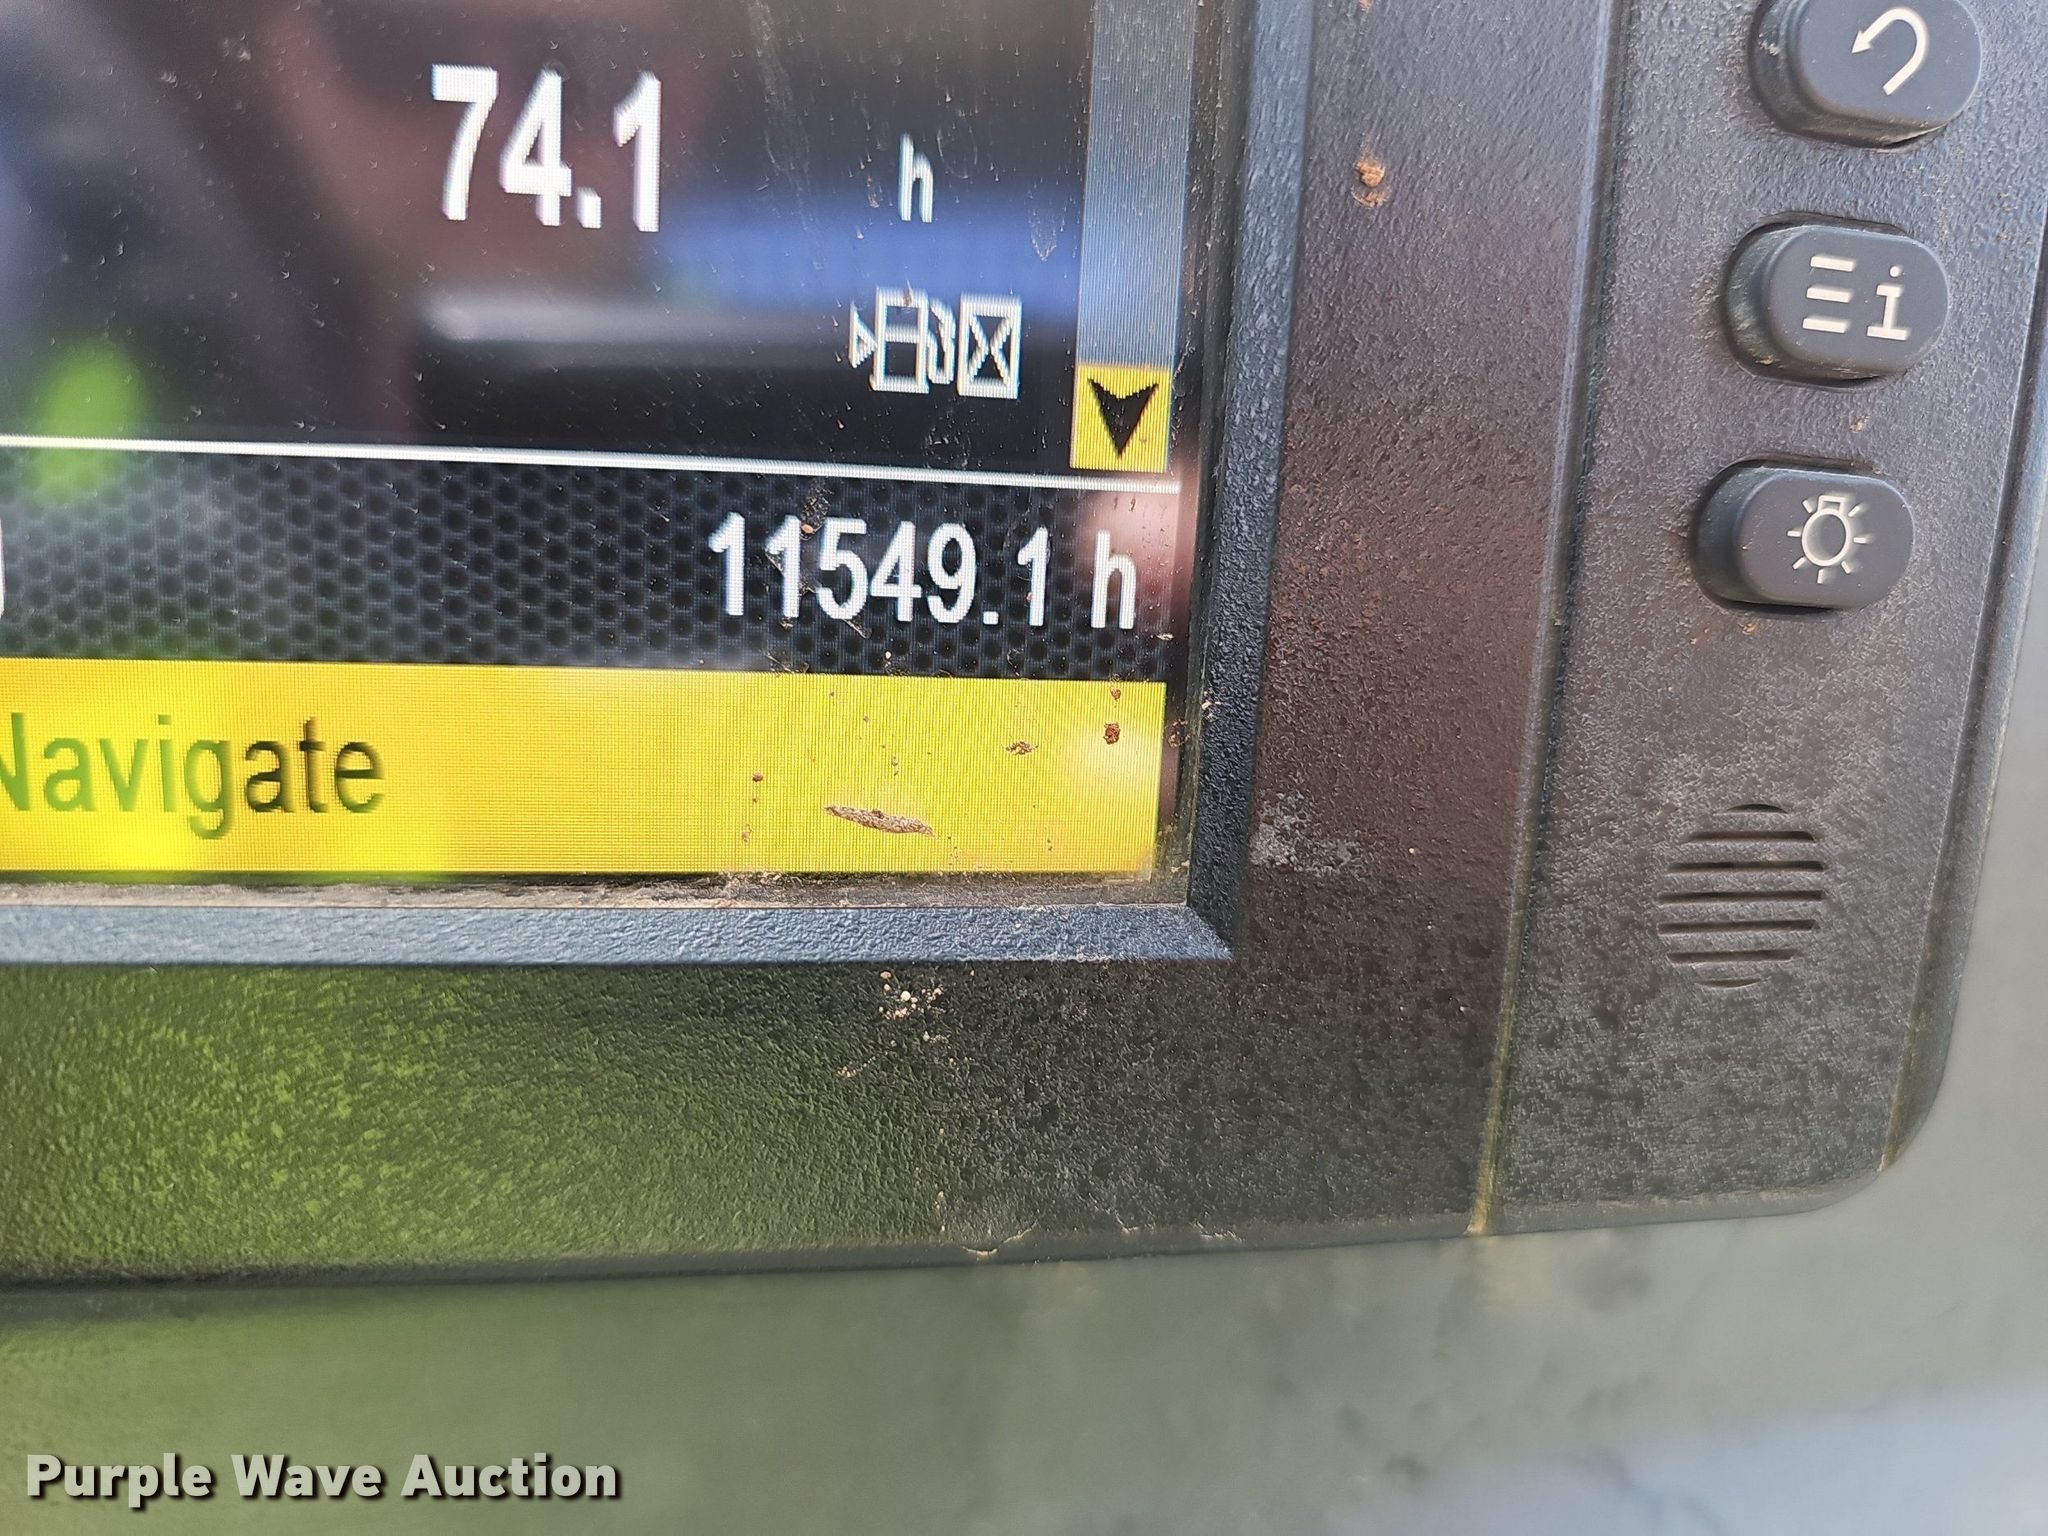 74.1 h
11549.1 h
Navigate
i
Purple Wave Auction